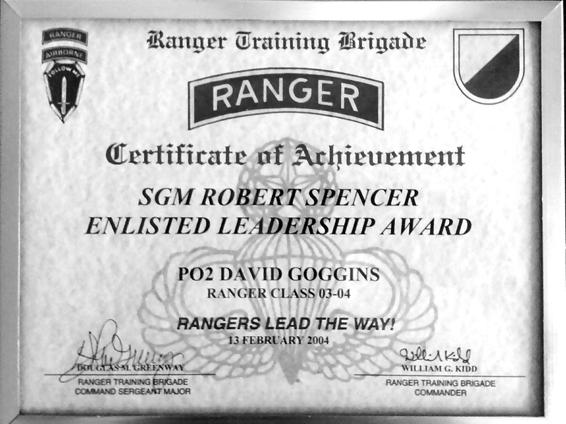 RANGER
AIRBORNE
FOLLOW ME
Ranger Training Brigade
RANGER
Certificate of Achievement
SGM ROBERT SPENCER
ENLISTED LEADERSHIP AWARD
PO2 DAVID GOGGINS
RANGER CLASS 03-04
RANGERS LEAD THE WAY!
13 FEBRUARY 2004
DOUGLAS M. GREENWAY
RANGER TRAINING BRIGADE
COMMAND SERGEANT MAJOR
WILLIAM G. KIDD
RANGER TRAINING BRIGADE
COMMANDER